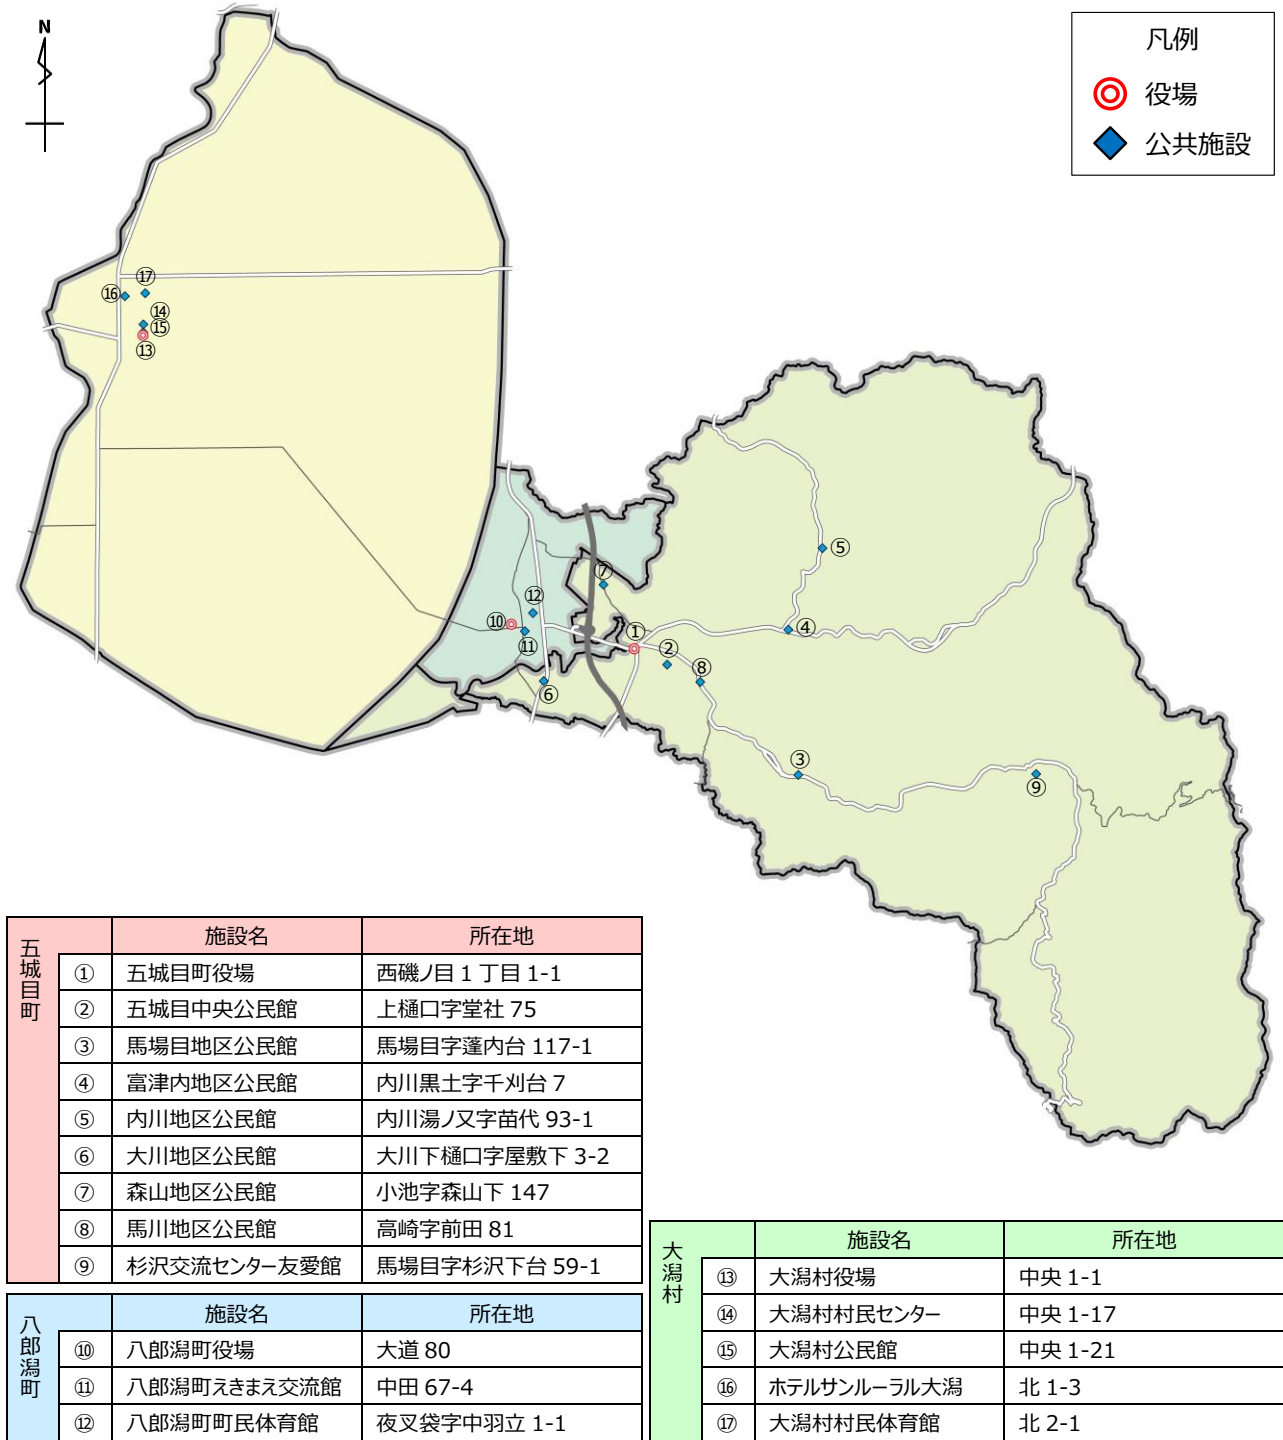 N
凡例
役場
公共施設
⑰
⑯
⑭
⑮
⑬
⑤
⑦
⑫
⑩
①
④
⑪
②
⑧
⑥
③
⑨
五城目町
施設名 所在地
① 五城目町役場 西磯ノ目 1 丁目 1-1
② 五城目中央公民館 上樋口字堂社 75
③ 馬場目地区公民館 馬場目字蓬内台 117-1
④ 富津内地区公民館 内川黒土字千刈台 7
⑤ 内川地区公民館 内川湯ノ又字苗代 93-1
⑥ 大川地区公民館 大川下樋口字屋敷下 3-2
⑦ 森山地区公民館 小池字森山下 147
⑧ 馬川地区公民館 高崎字前田 81
⑨ 杉沢交流センター友愛館 馬場目字杉沢下台 59-1
八郎潟町
施設名 所在地
⑩ 八郎潟町役場 大道 80
⑪ 八郎潟町えきまえ交流館 中田 67-4
⑫ 八郎潟町町民体育館 夜叉袋字中羽立 1-1
大潟村
施設名 所在地
⑬ 大潟村役場 中央 1-1
⑭ 大潟村村民センター 中央 1-17
⑮ 大潟村公民館 中央 1-21
⑯ ホテルサンルーラル大潟 北 1-3
⑰ 大潟村村民体育館 北 2-1